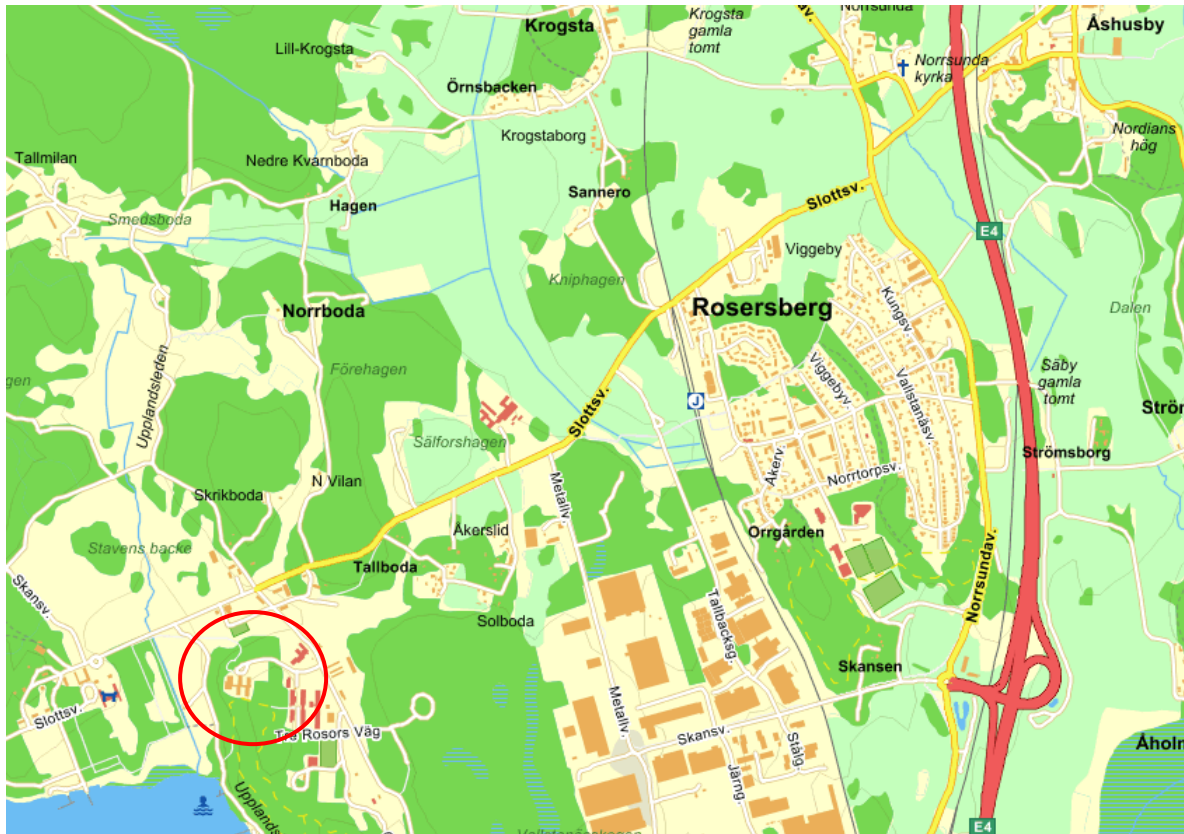 Krogsta
Krogsta
gamla
tomt
Norrsunda
Åshusby
Lill-Krogsta
Norrsunda
kyrka
Örnsbacken
Krogstaborg
Nordians
hög
Tallmilan
Nedre Kvarnboda
Sannero
Hagen
Slottsv.
Smedsboda
E4
Viggeby
Kniphagen
Rosersberg
Kungsv.
Dalen
Norrboda
Upplandsleden
Förehagen
Viggebyv.
Säby
gamla
tomt
Vallstanäsv.
Slottsv.
J
Sälforshagen
Strömsborg
Åkerv.
Norrtorpsv.
Skrikboda
N Vilan
Metallv.
Åkerslid
Orrgården
Stavens backe
Tallboda
Skansv.
Norrsundav.
Tallbacksg.
Solboda
Skansen
Metallv.
Slottsv.
Tre Rosors Väg
Skansv.
Stålg.
Järng.
E4